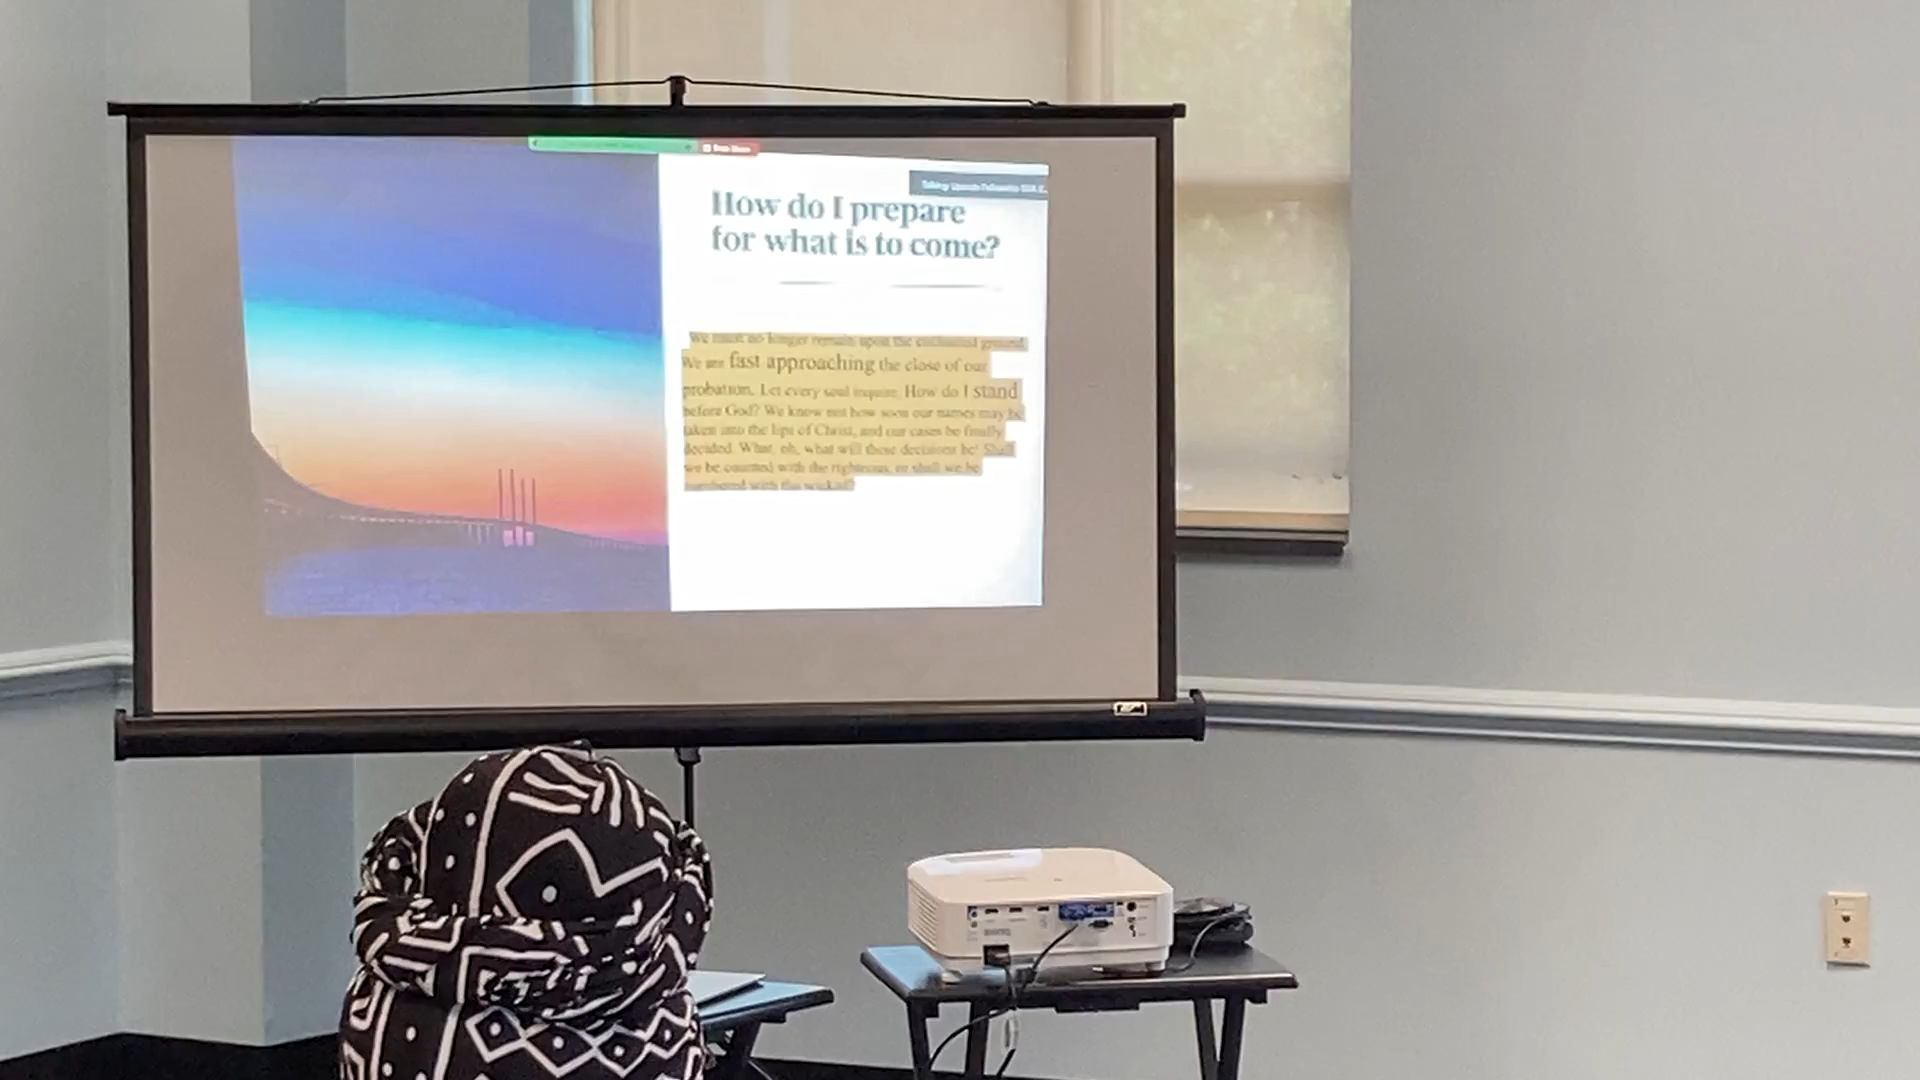 Stop Share
Talking:
How do I prepare
for what is to come?
We must no longer remain upon the enchanted ground.
We are fast approaching the close of our
probation. Let every soul inquire, How do I stand
before God? We know not how soon our names may be
taken into the lips of Christ, and our cases be finally
decided. What, oh, what will these decisions be! Shall
we be counted with the righteous, or shall we be
numbered with the wicked?